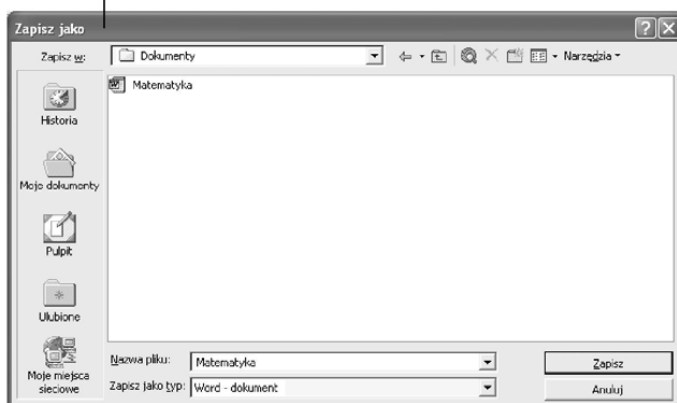 Zapisz jako
Zapisz w:
Dokumenty
Narzędzia
Matematyka
Historia
Moje dokumenty
Pulpit
Ulubione
Moje miejsca
sieciowe
Nazwa pliku:
Matematyka
Zapisz
Zapisz jako typ:
Word - dokument
Anuluj